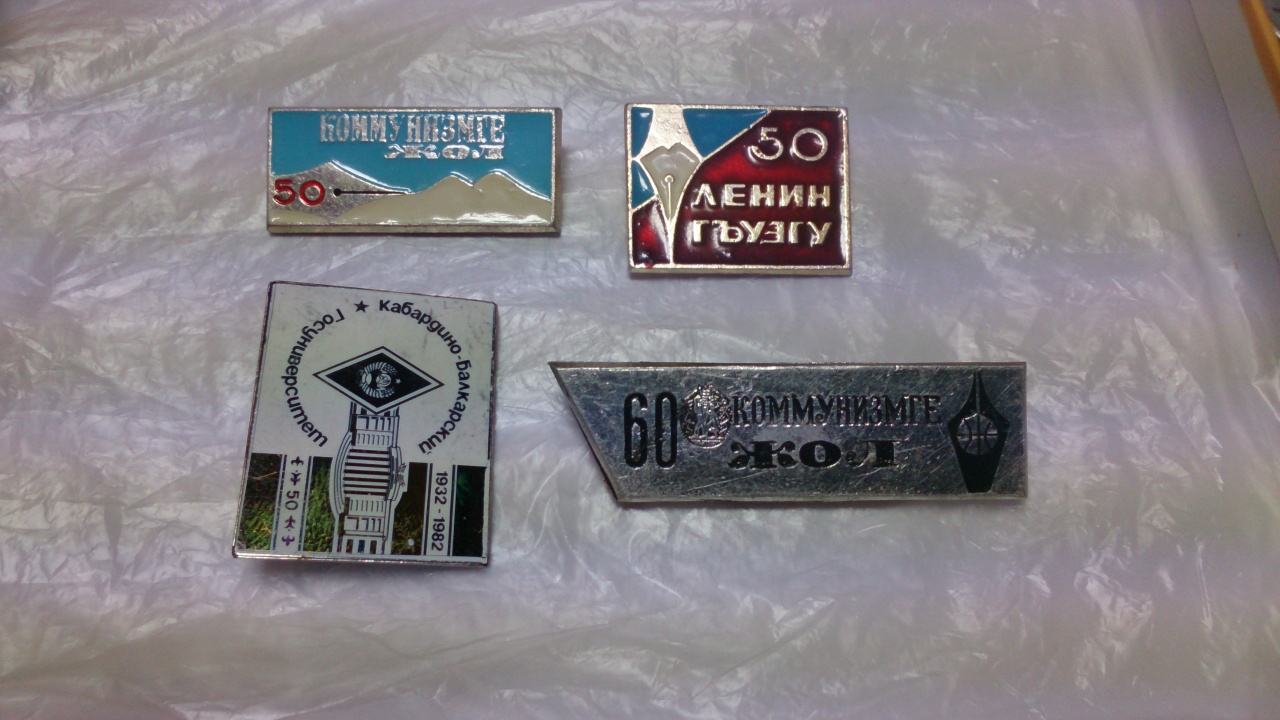 КОММУНИЗМГЕ
ЖОЛ
50
50
ЛЕНИН
ГЪУЭГУ
Кабардино-Балкарский
Госуниверситет
50
1932 - 1982
60
КОММУНИЗМГЕ
ЖОЛ